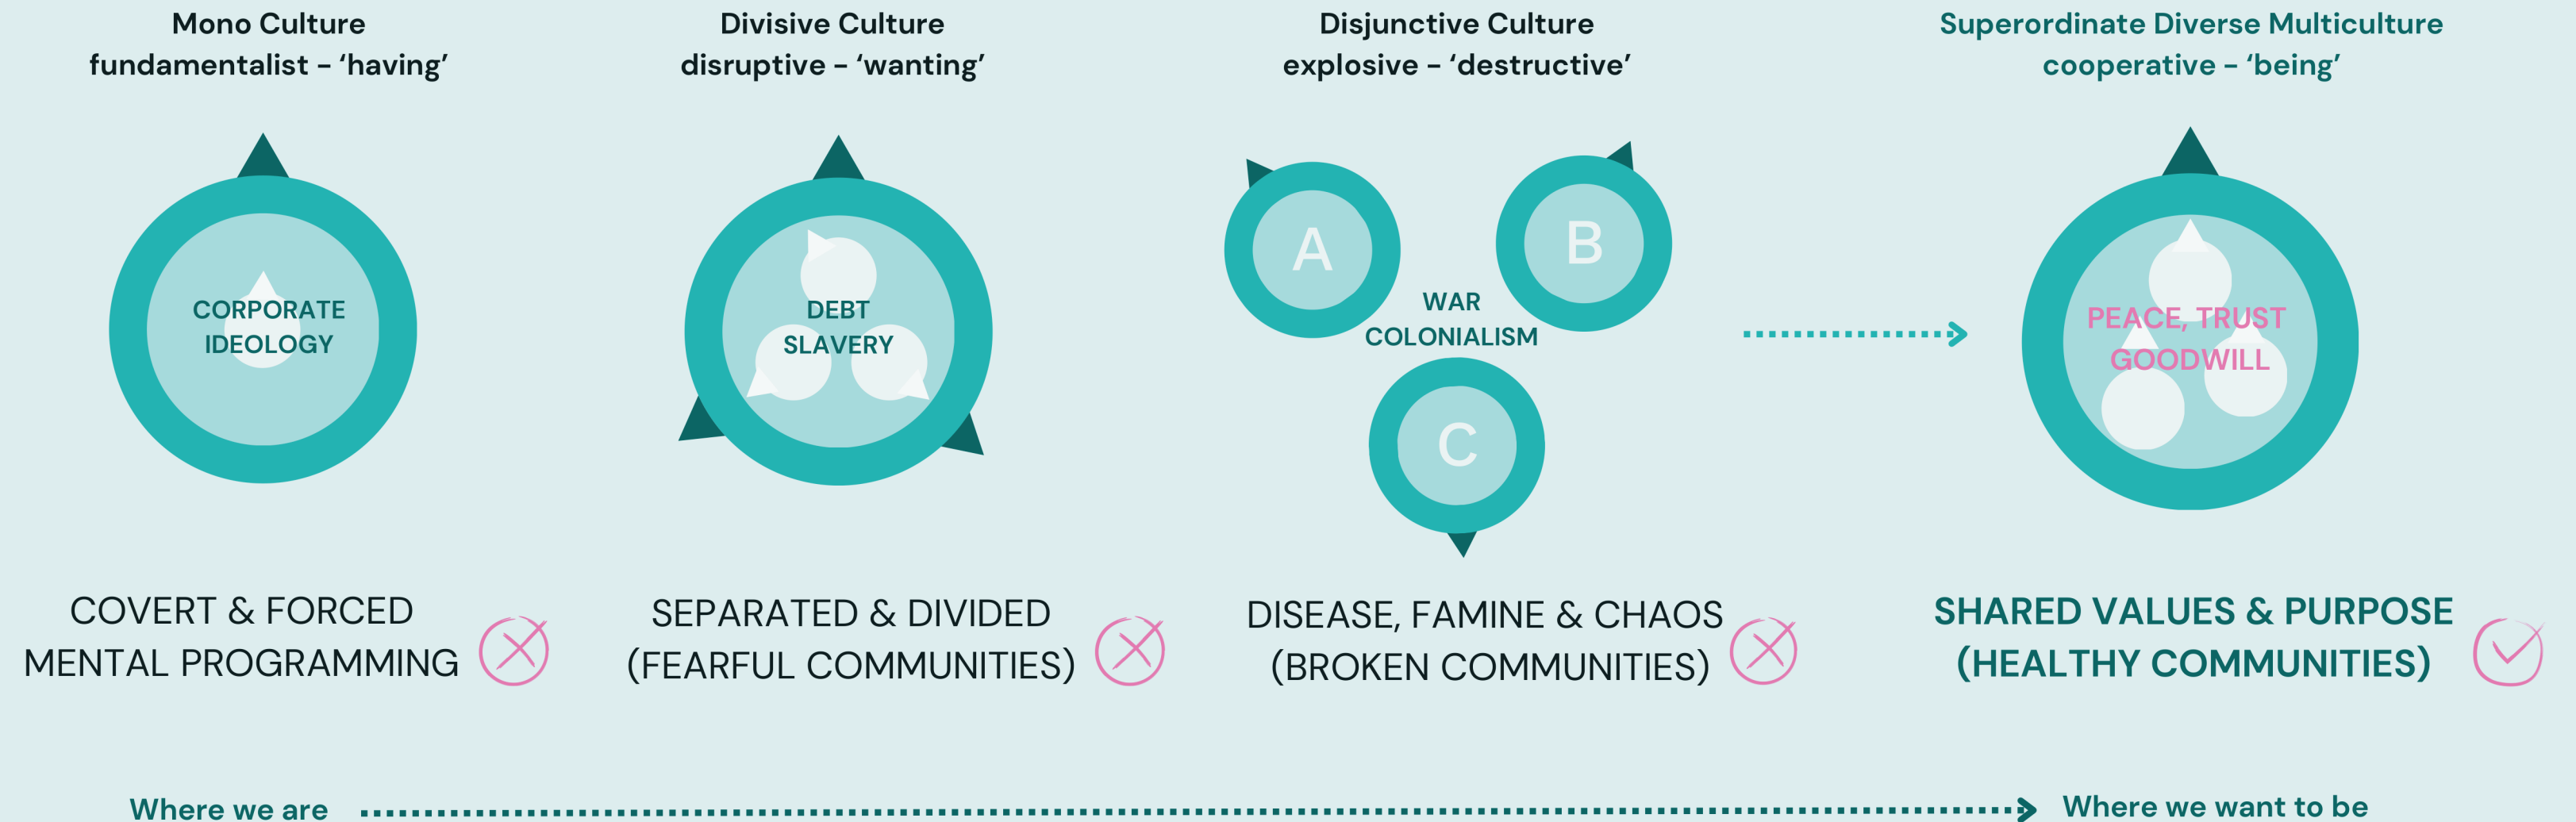 Mono Culture
fundamentalist – ‘having’
CORPORATE
IDEOLOGY
COVERT & FORCED
MENTAL PROGRAMMING
Divisive Culture
disruptive – ‘wanting’
DEBT
SLAVERY
SEPARATED & DIVIDED
(FEARFUL COMMUNITIES)
Disjunctive Culture
explosive – ‘destructive’
A
B
WAR
COLONIALISM
C
DISEASE, FAMINE & CHAOS
(BROKEN COMMUNITIES)
Superordinate Diverse Multiculture
cooperative – ‘being’
PEACE, TRUST
GOODWILL
SHARED VALUES & PURPOSE
(HEALTHY COMMUNITIES)
Where we are
Where we want to be